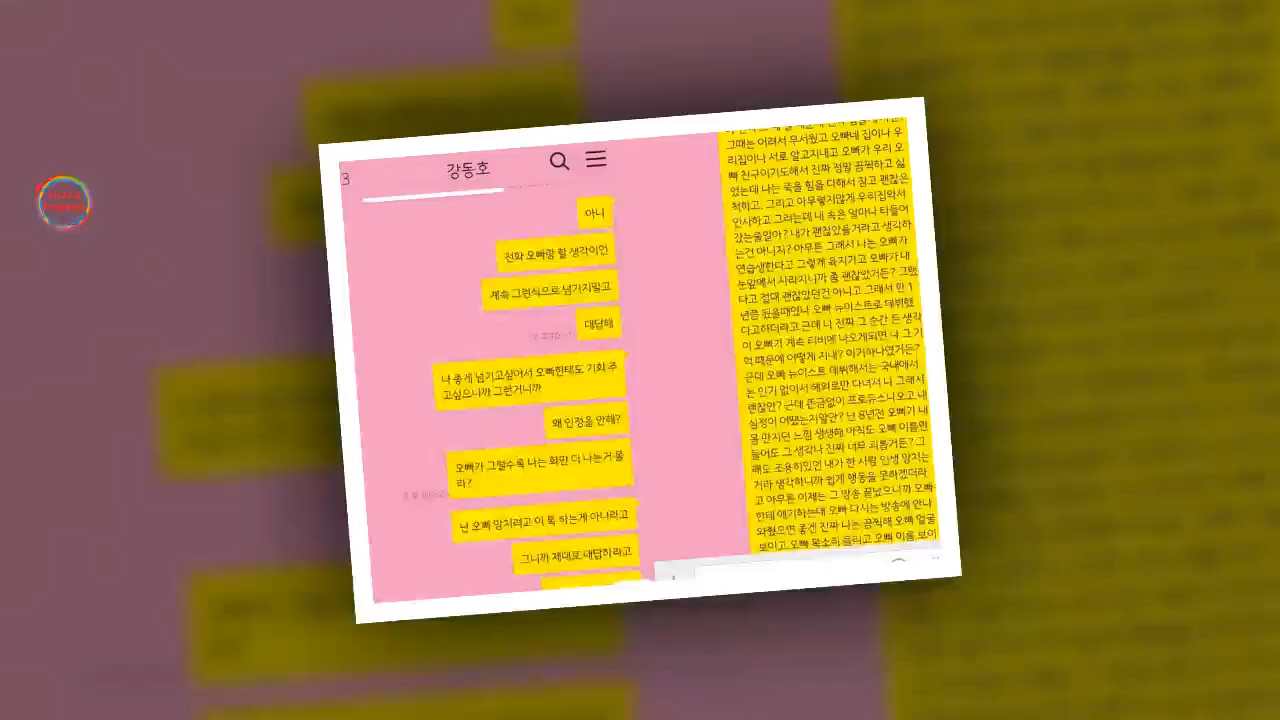 3
강동호
아니
전화 오빠랑 할 생각이언
계속 그런식으로 넘기지말고
대답해
나 좋게 넘기고싶어서 오빠한테도 기회 주
고싶으니까 그런거니까
왜 인정을 안해?
오빠가 그럴수록 나는 화만 더 나는거 몰
라?
난 오빠 망치려고 이 톡 하는게 아니라고
그니까 제대로 대답하라고
그때는 어려서 무서웠고 오빠네 집이나 우
리집이나 서로 알고지내고 오빠가 우리 오
빠 친구이기도해서 진짜 정말 끔찍하고 싫
었는데 나는 죽을 힘을 다해서 참고 괜찮은
척하고, 그리고 아무렇지않게 우리집와서
인사하고 그러는데 내 속은 얼마나 타들어
갔는줄알아? 내가 괜찮았을거라고 생각하
는건 아니지? 아무튼 그래서 나는 오빠가
연습생한다고 그렇게 육지가고 오빠가 내
눈앞에서 사라지니까 좀 괜찮았거든? 그랬
다고 절대 괜찮았던건 아니고 그래서 한 1
년쯤 됐을때있나 오빠 뉴이스트로 데뷔했
다고하더라고 근데 나 진짜 그 순간 든 생각
이 오빠가 계속 티비에 나오게되면 나 그 기
억 때문에 어떻게 지내? 이거하나였거든?
근데 오빠 뉴이스트 데뷔해서는 국내에서
는 인기 없어서 해외로만 다녀서 나 그래서
괜찮안? 근데 뜬금없이 프로듀스나오고 내
심정이 어땠는지알안? 난 8년전 오빠가 내
몸 만지던 느낌 생생해 아직도 오빠 이름만
들어도 그 생각나 진짜 너무 괴롭거든? 그
래도 조용히있언 내가 한 사람 인생 망치는
거라 생각하니까 쉽게 행동을 못하겠더라
고 아무튼 이제는 그 방송 끝났으니까 오빠
한테 얘기하는데 오빠 다시는 방송에 안나
와줬으면 좋겐 진짜 나는 끔찍해 오빠 얼굴
보이고 오빠 목소리 들리고 오빠 이름 보이